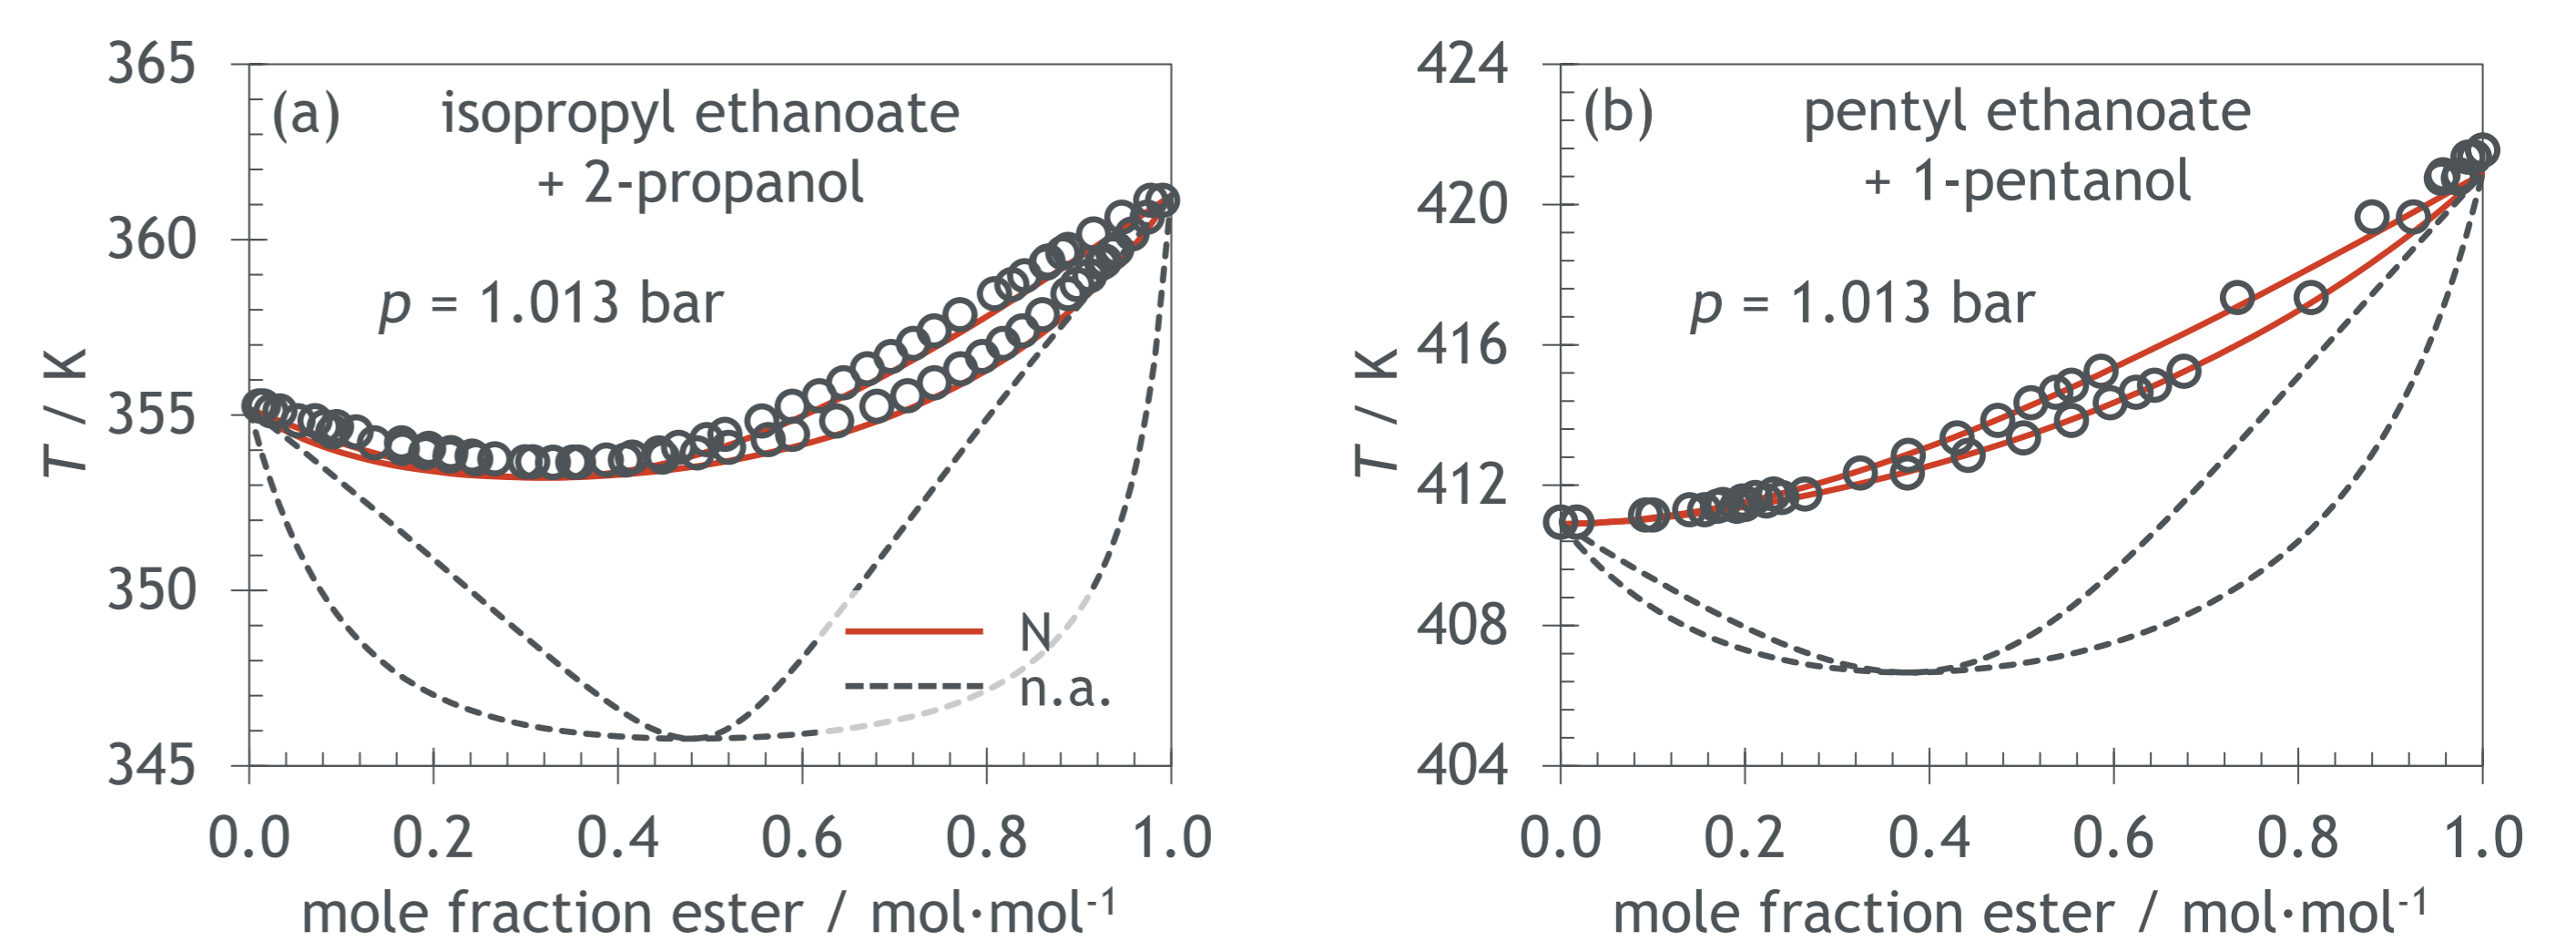 (a) isopropyl ethanoate
+ 2-propanol
p = 1.013 bar
365
360
355
350
345
T / K
N
n.a.
0.0 0.2 0.4 0.6 0.8 1.0
mole fraction ester / mol·mol-1
(b) pentyl ethanoate
+ 1-pentanol
p = 1.013 bar
424
420
416
412
408
404
T / K
0.0 0.2 0.4 0.6 0.8 1.0
mole fraction ester / mol·mol-1